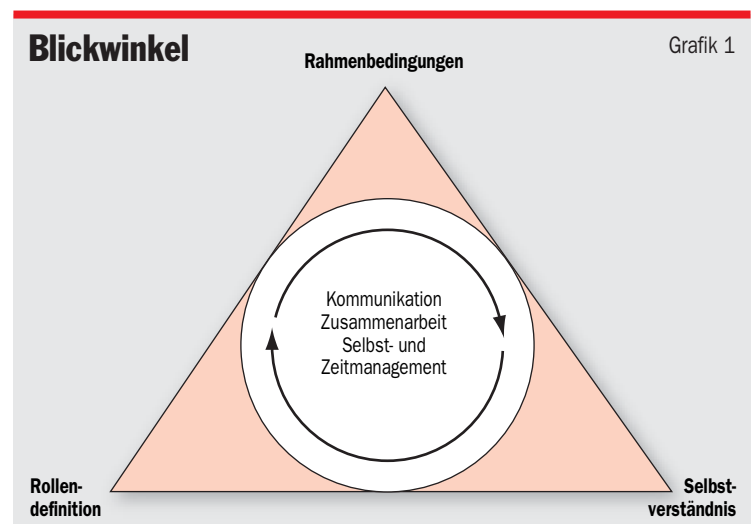 Blickwinkel
Grafik 1
Rahmenbedingungen
Kommunikation
Zusammenarbeit
Selbst- und
Zeitmanagement
Rollen-
definition
Selbst-
verständnis